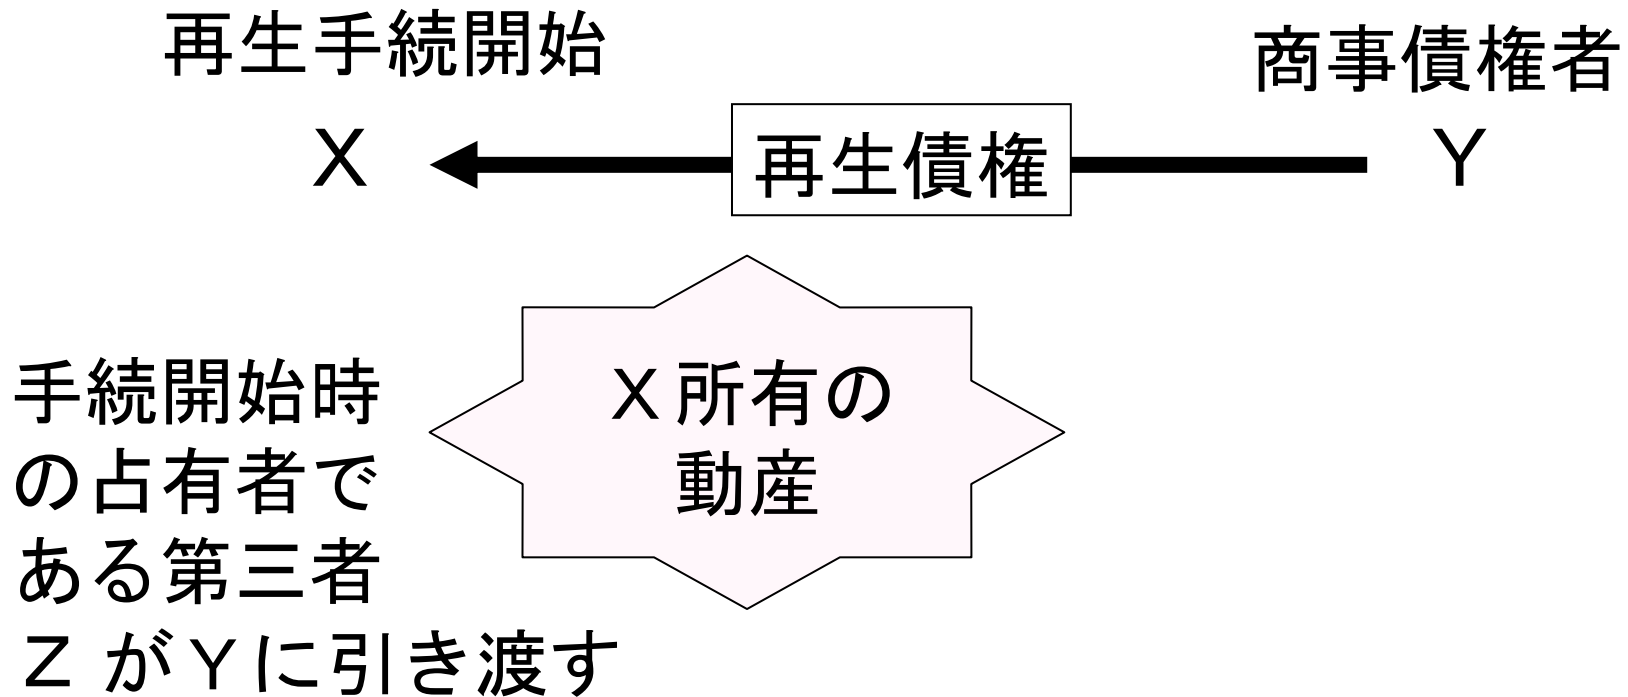 再生手続開始
商事債権者
X
再生債権
Y
X所有の
動産
手続開始時
の占有者で
ある第三者
Z がYに引き渡す